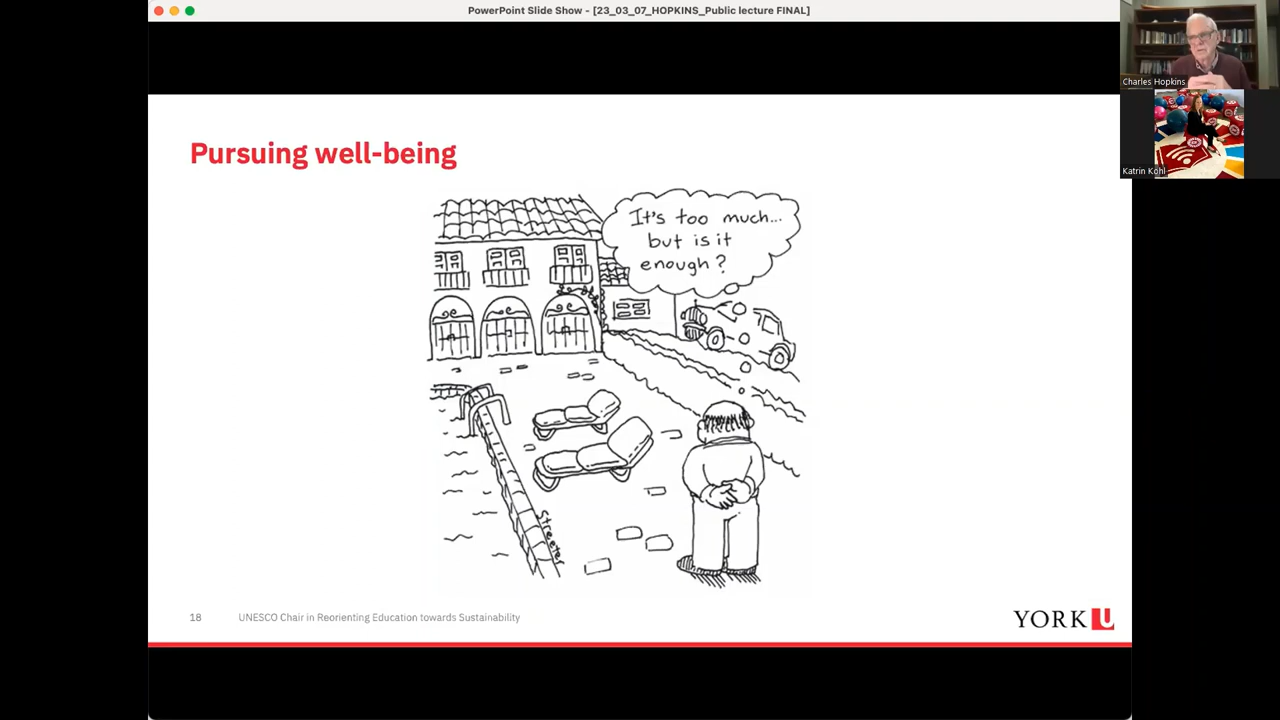 PowerPoint Slide Show - [23_03_07_HOPKINS_Public lecture FINAL]
Charles Hopkins
Katrin Kohl
Pursuing well-being
It's too much...
but is it
enough?
Streeter
18
UNESCO Chair in Reorienting Education towards Sustainability
YORK U